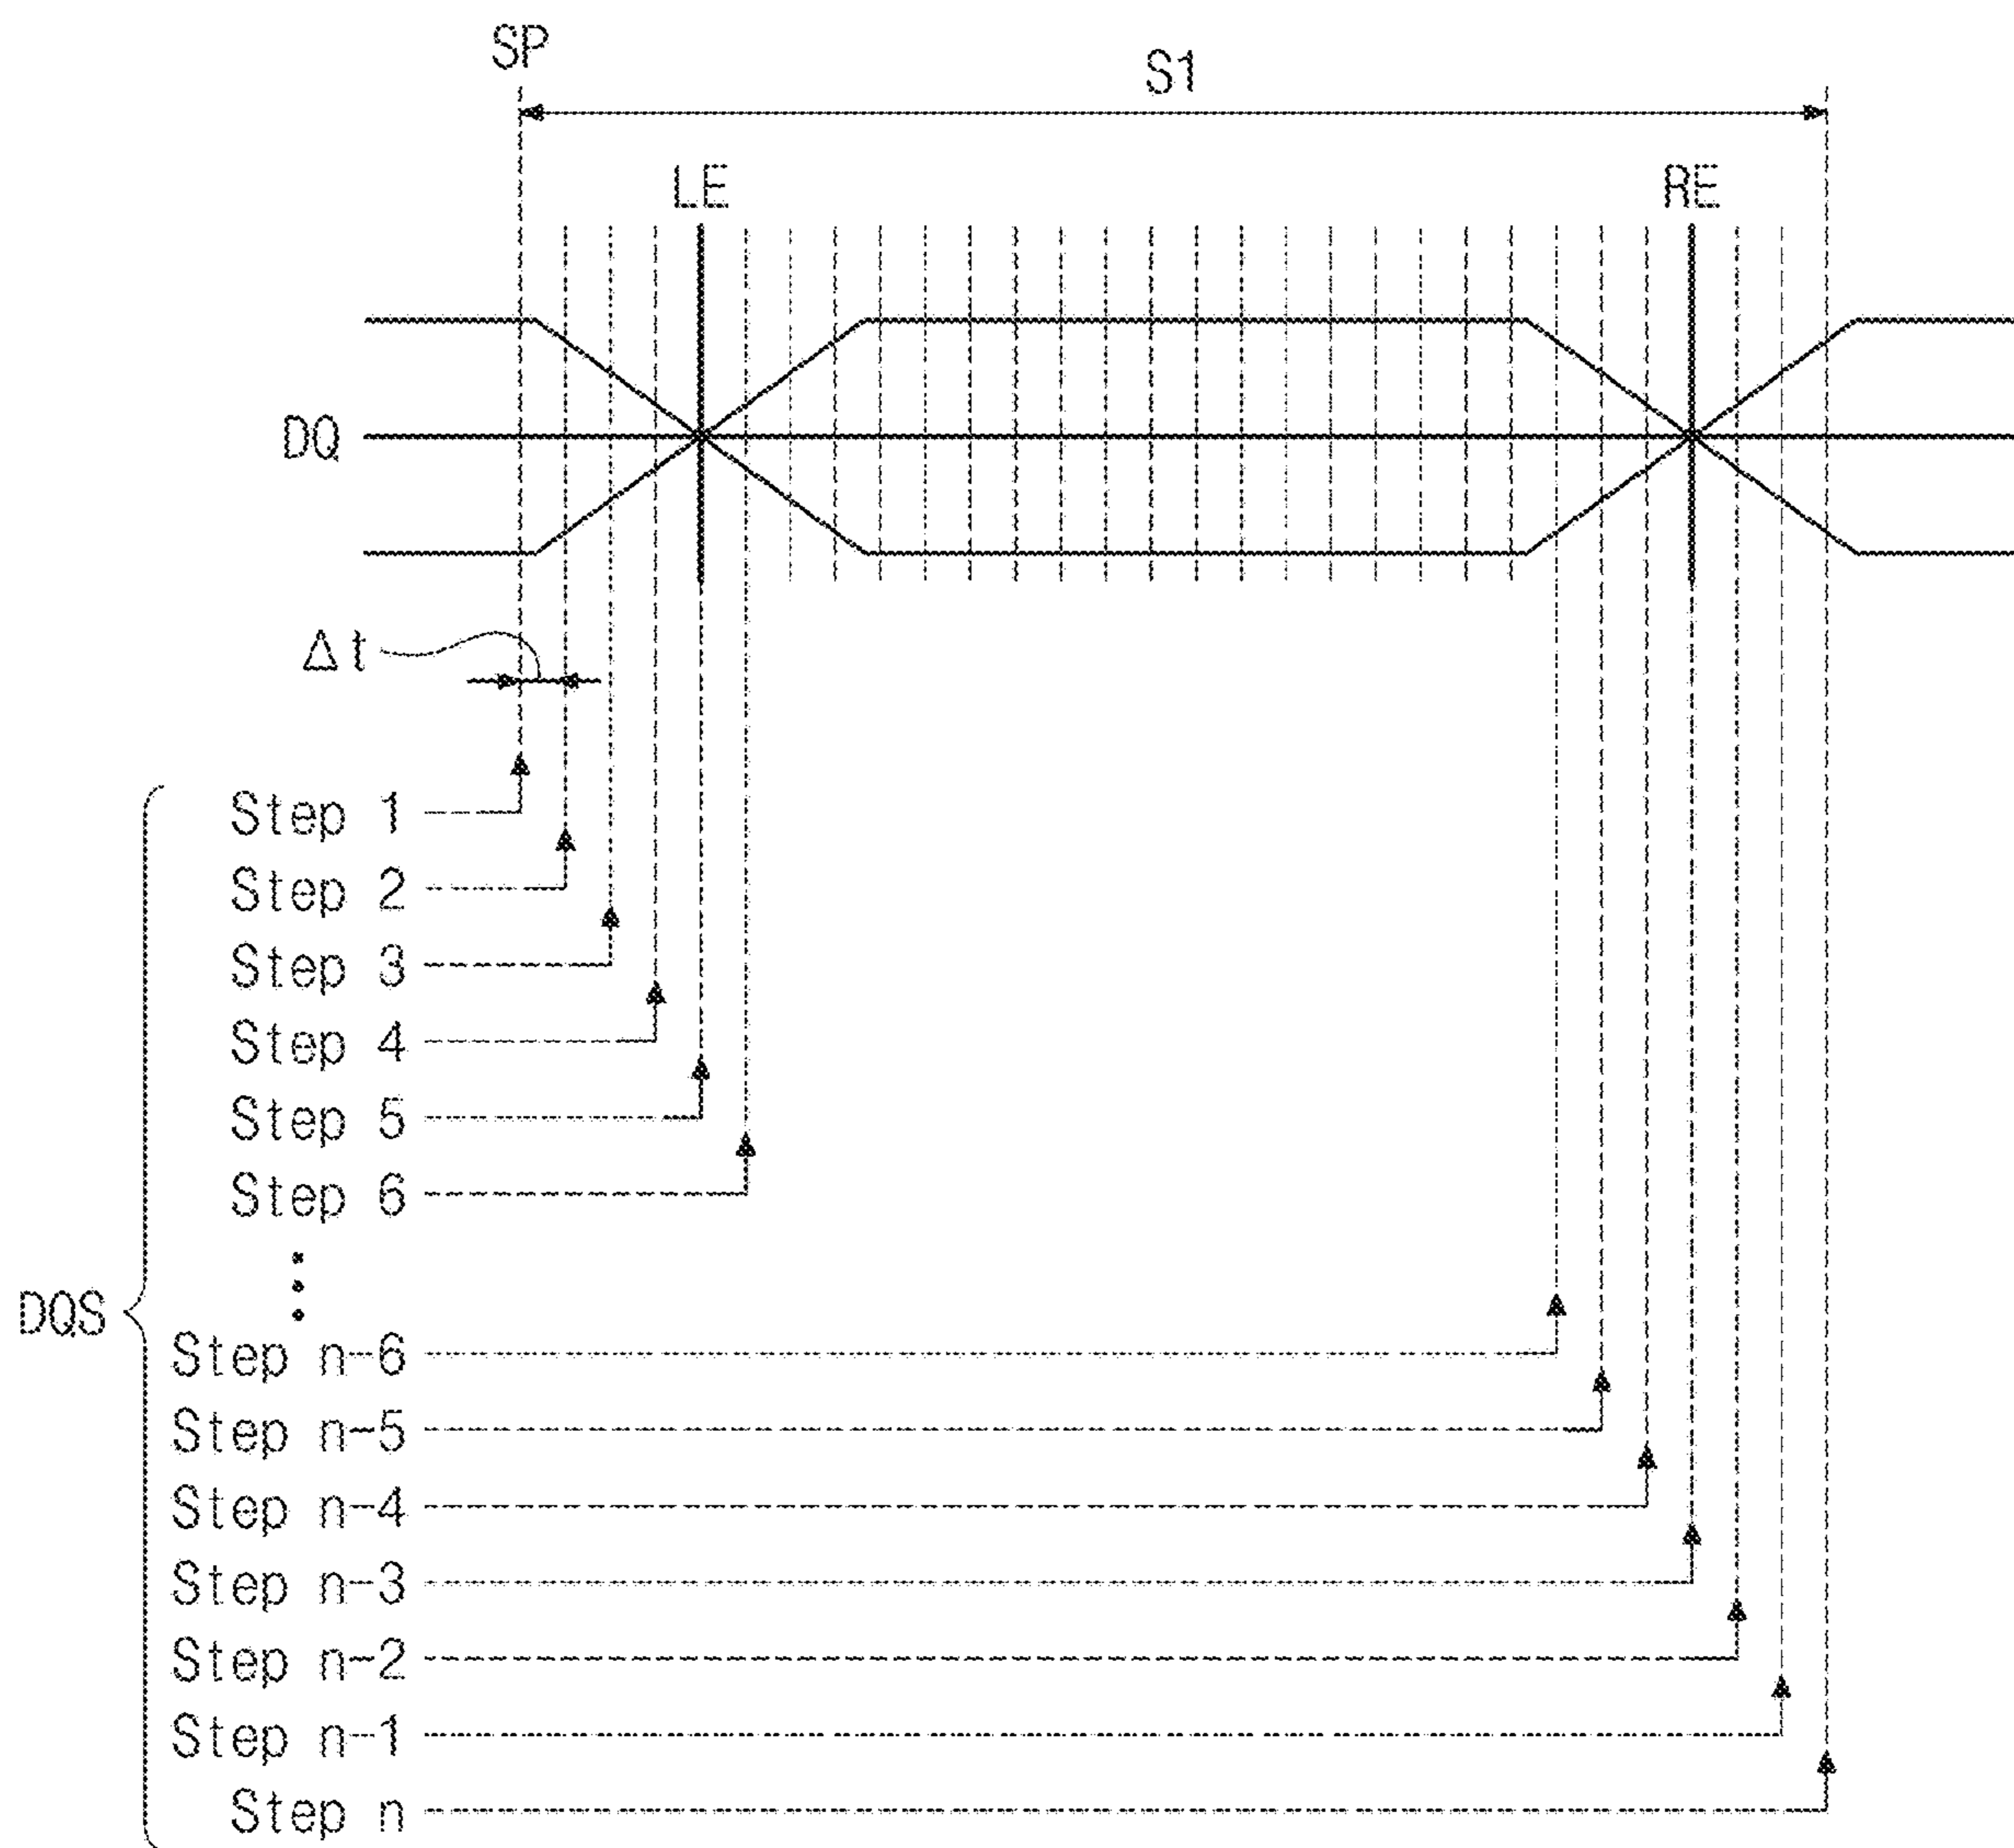 SP
S1
LE
RE
DQ
Δt
Step 1
Step 2
Step 3
Step 4
Step 5
Step 6
DQS
Step n-6
Step n-5
Step n-4
Step n-3
Step n-2
Step n-1
Step n